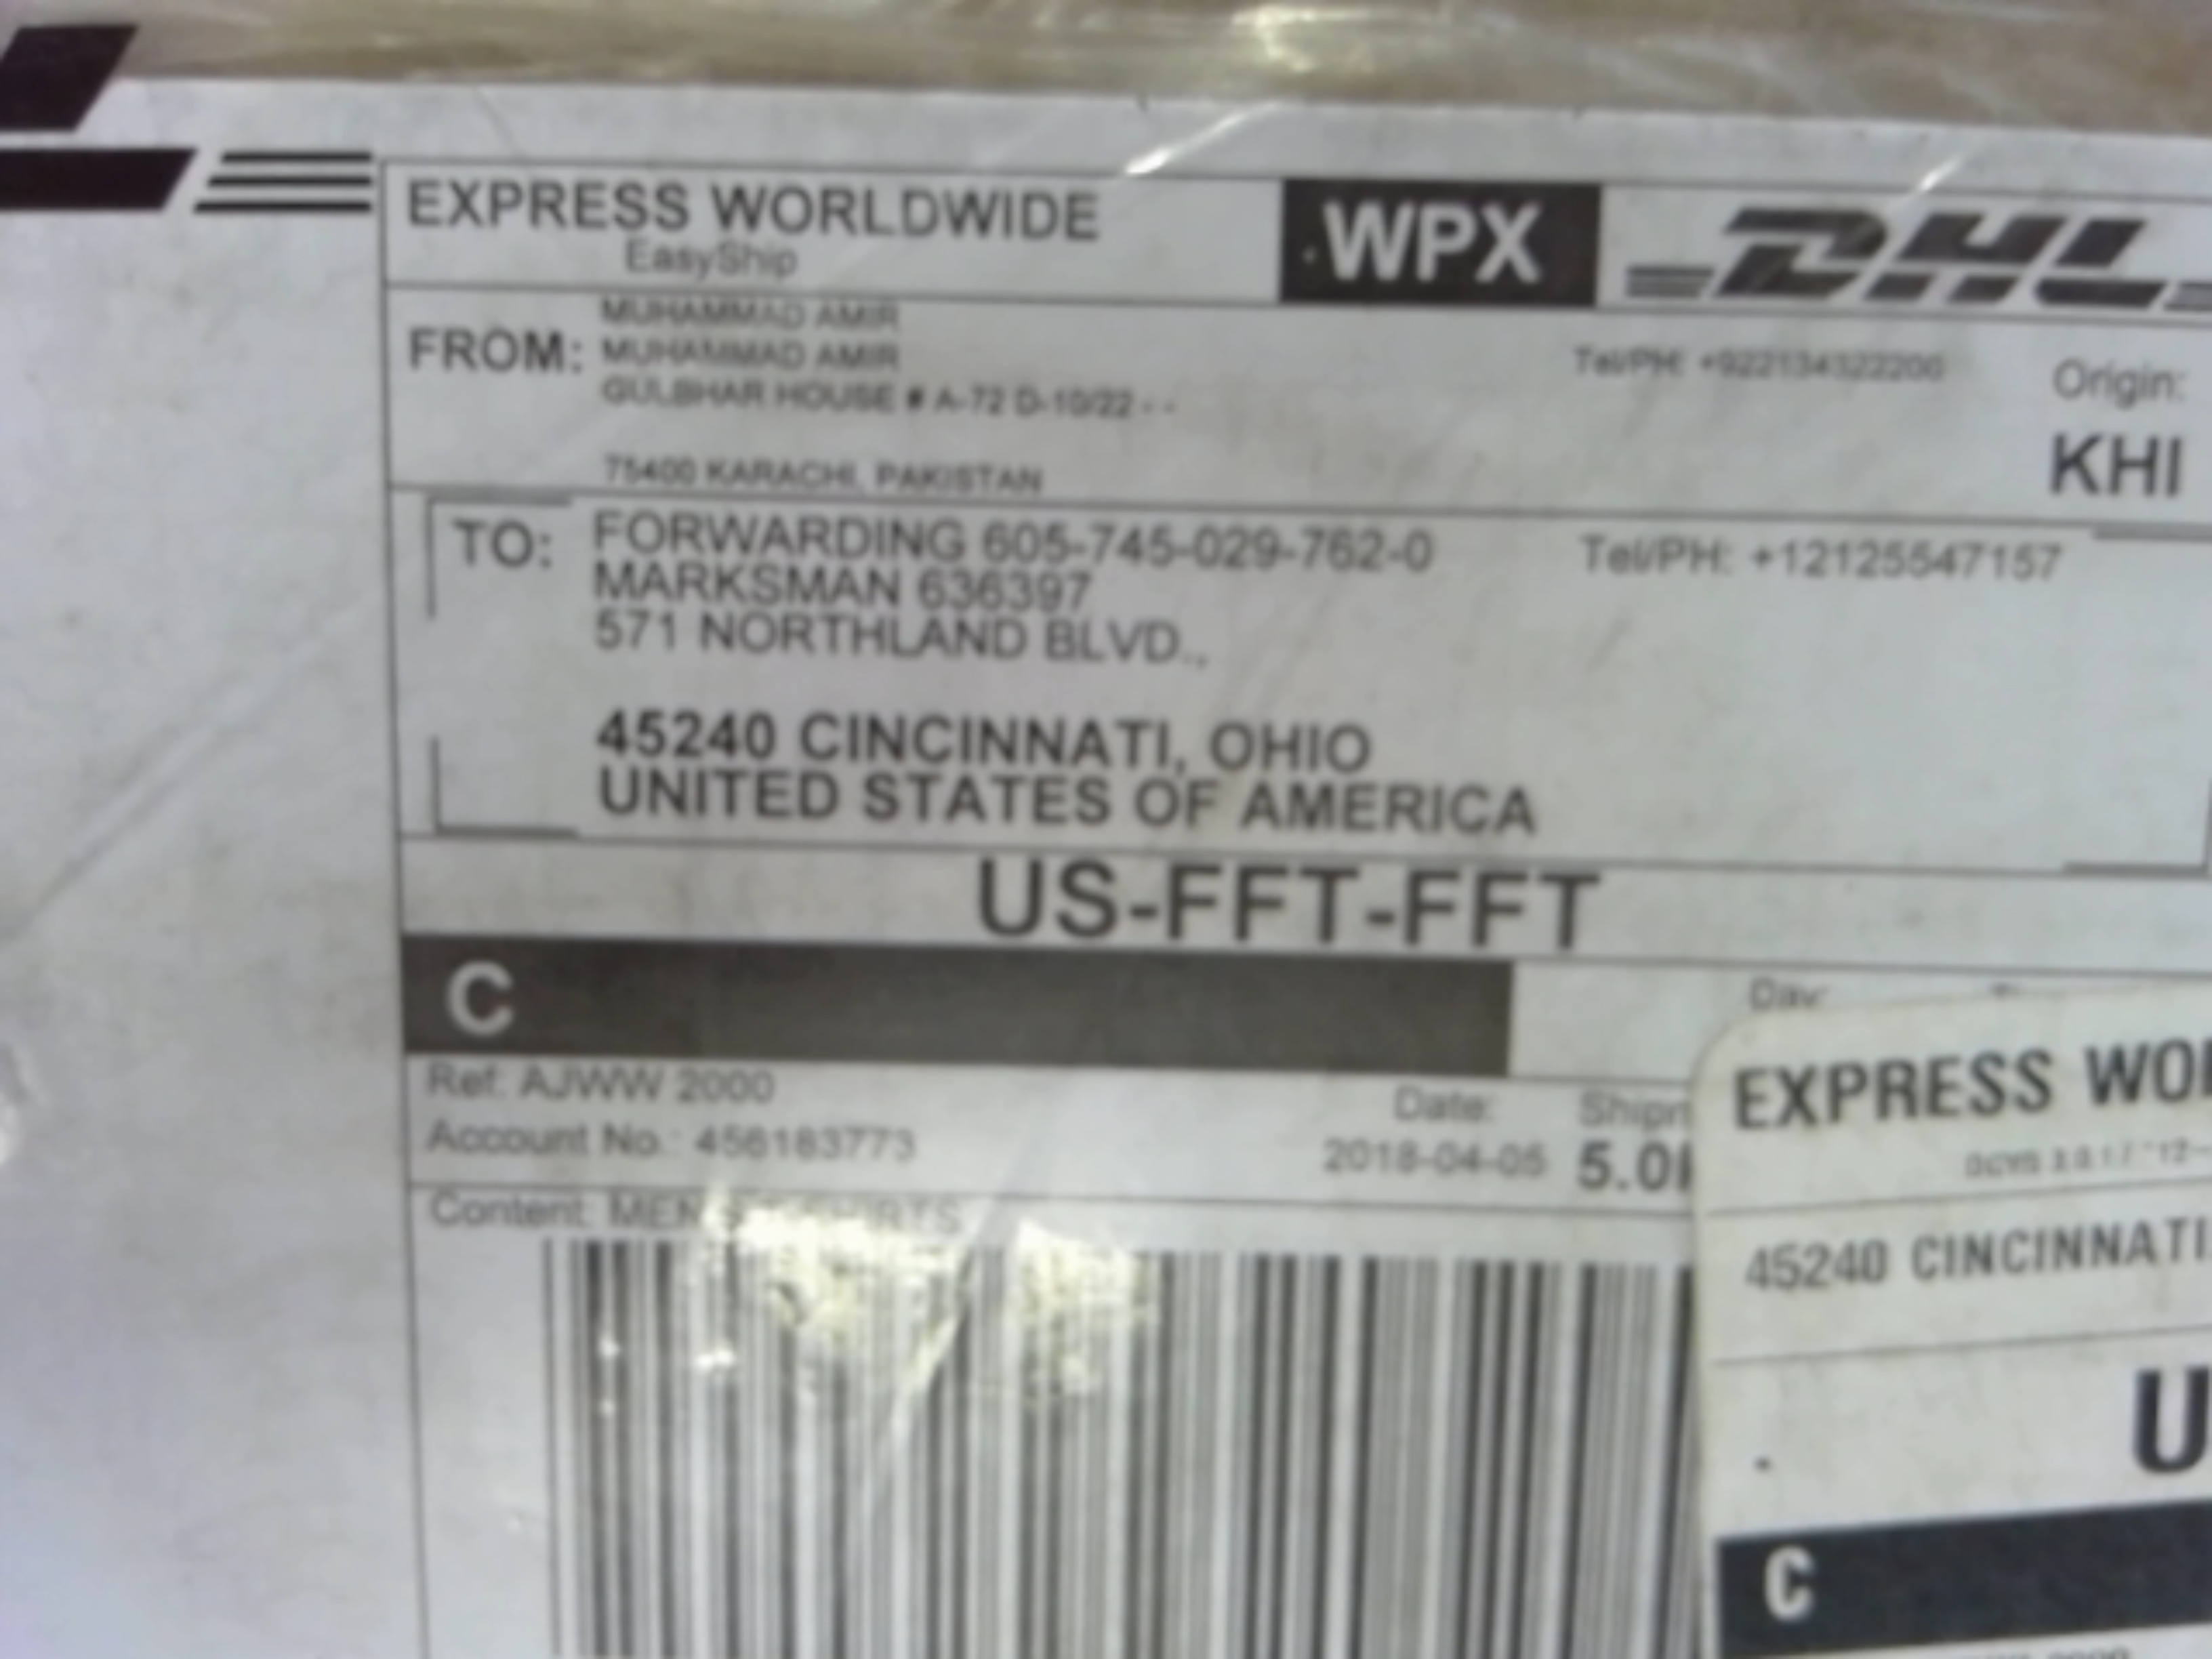 EXPRESS WORLDWIDE
EasyShip
WPX
DHL
FROM:
MUHAMMAD AMIR
MUHAMMAD AMIR
GULBHAR HOUSE # A-72 D-10/22 - -
75400 KARACHI, PAKISTAN
Tel/PH: +922134322200
Origin:
KHI
TO:
FORWARDING 605-745-029-762-0
MARKSMAN 636397
571 NORTHLAND BLVD.,
45240 CINCINNATI, OHIO
UNITED STATES OF AMERICA
Tel/PH: +12125547157
US-FFT-FFT
C
Day:
Ref: AJWW 2000
Account No.: 456183773
Date:
2018-04-05
Shipm
5.0
Content: MEN
EXPRESS WO
45240 CINCINNATI
U
C